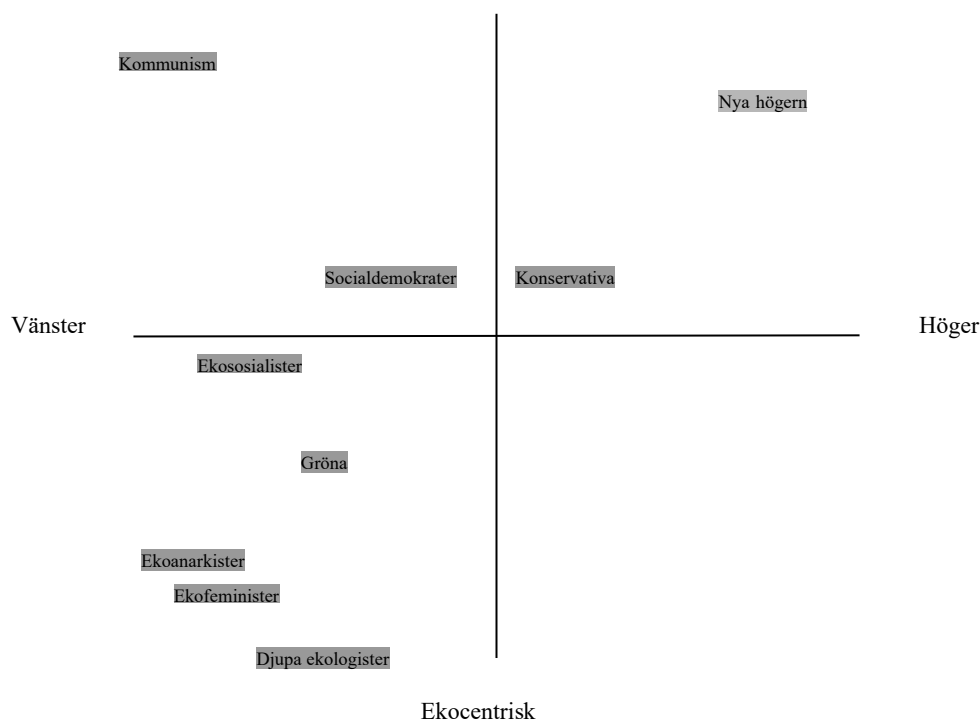 Kommunism
Nya högern
Socialdemokrater
Konservativa
Vänster
Höger
Ekososialister
Gröna
Ekoanarkister
Ekofeminister
Djupa ekologister
Ekocentrisk